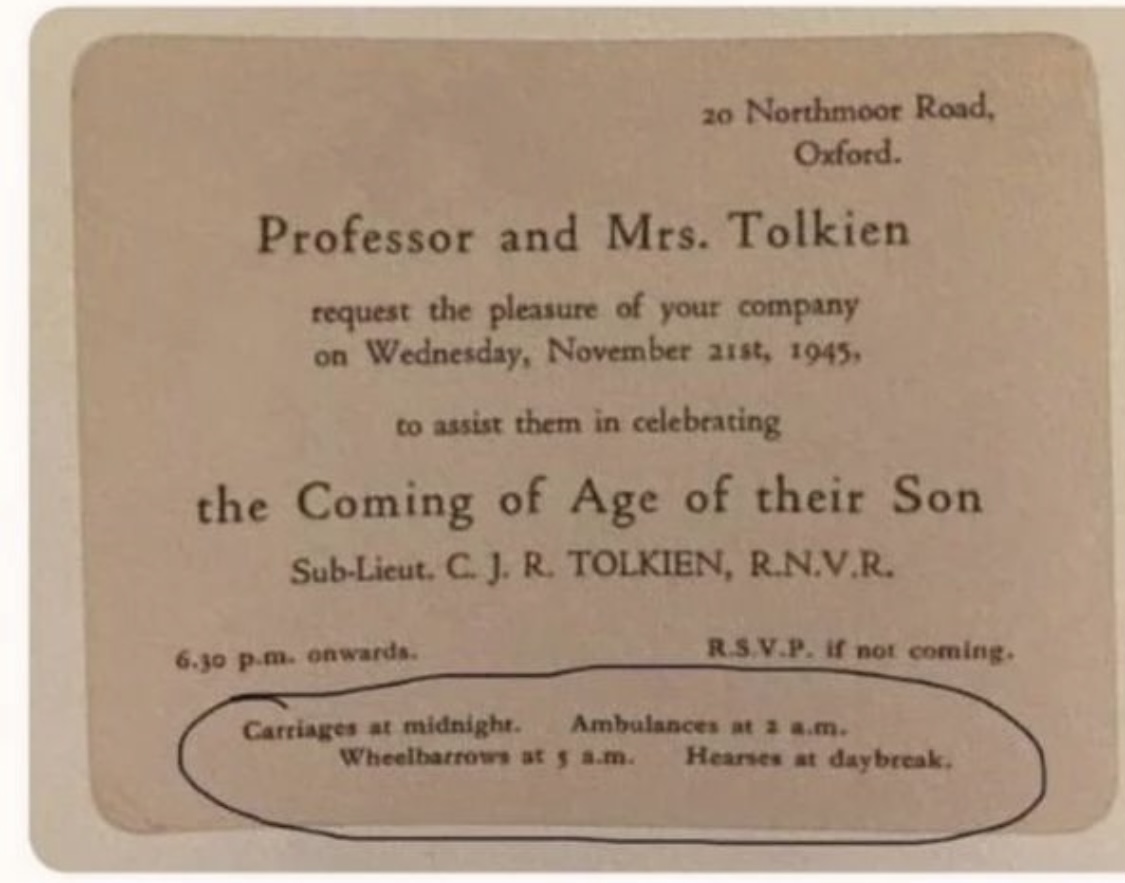 20 Northmoor Road,
Oxford.
Professor and Mrs. Tolkien
request the pleasure of your company
on Wednesday, November 21st, 1945,
to assist them in celebrating
the Coming of Age of their Son
Sub-Lieut. C. J. R. TOLKIEN, R.N.V.R.
6.30 p.m. onwards. R.S.V.P. if not coming.
Carriages at midnight. Ambulances at 2 a.m.
Wheelbarrows at 5 a.m. Hearses at daybreak.